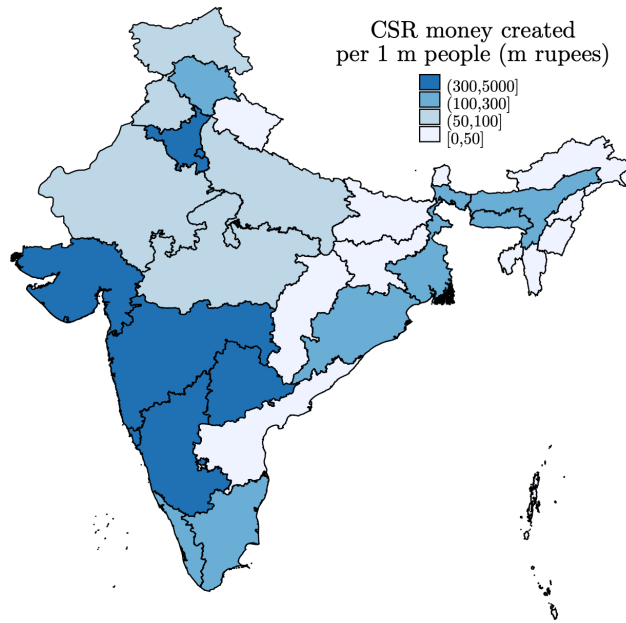 CSR money created
per 1 m people (m rupees)
(300,5000]
(100,300]
(50,100]
[0,50]